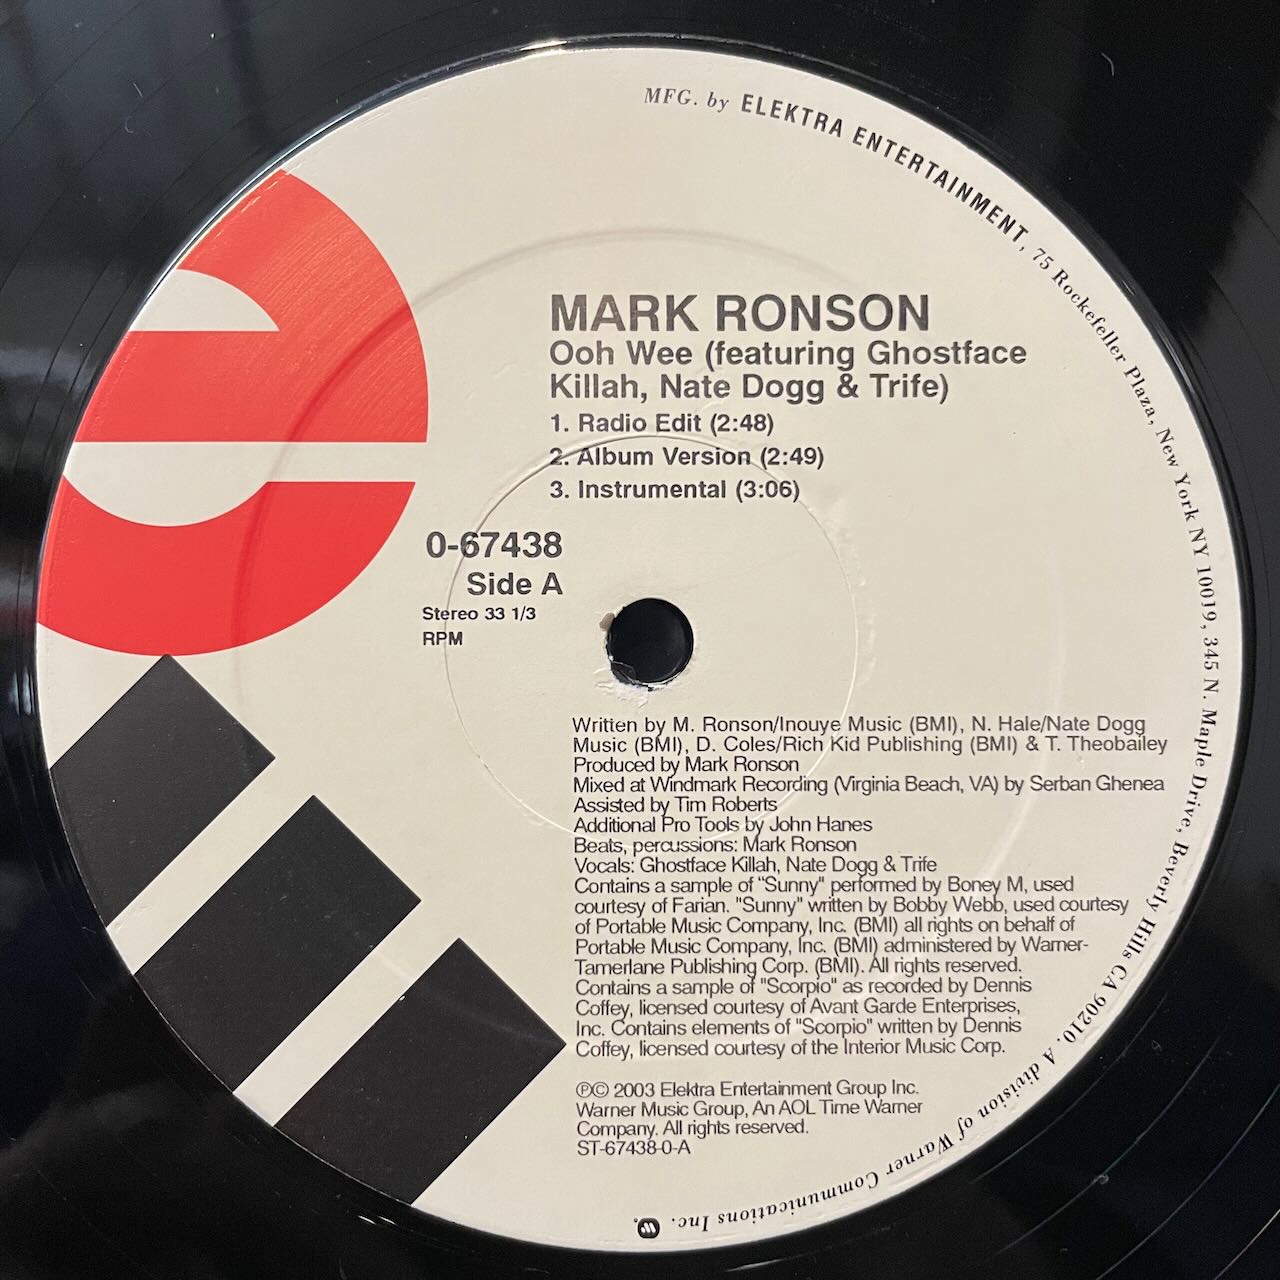 MFG. by ELEKTRA ENTERTAINMENT, 75 Rockefeller Plaza, New York NY 10019, 345 N. Maple Drive, Beverly Hills CA 90210. A division of Warner Communications Inc.
MARK RONSON
Ooh Wee (featuring Ghostface
Killah, Nate Dogg & Trife)
1. Radio Edit (2:48)
2. Album Version (2:49)
3. Instrumental (3:06)
0-67438
Side A
Stereo 33 1/3
RPM
Written by M. Ronson/Inouye Music (BMI), N. Hale/Nate Dogg
Music (BMI), D. Coles/Rich Kid Publishing (BMI) & T. Theobailey
Produced by Mark Ronson
Mixed at Windmark Recording (Virginia Beach, VA) by Serban Ghenea
Assisted by Tim Roberts
Additional Pro Tools by John Hanes
Beats, percussions: Mark Ronson
Vocals: Ghostface Killah, Nate Dogg & Trife
Contains a sample of “Sunny" performed by Boney M, used
courtesy of Farian. "Sunny" written by Bobby Webb, used courtesy
of Portable Music Company, Inc. (BMI) all rights on behalf of
Portable Music Company, Inc. (BMI) administered by Warner-
Tamerlane Publishing Corp. (BMI). All rights reserved.
Contains a sample of "Scorpio" as recorded by Dennis
Coffey, licensed courtesy of Avant Garde Enterprises,
Inc. Contains elements of "Scorpio" written by Dennis
Coffey, licensed courtesy of the Interior Music Corp.
℗© 2003 Elektra Entertainment Group Inc.
Warner Music Group, An AOL Time Warner
Company. All rights reserved.
ST-67438-0-A